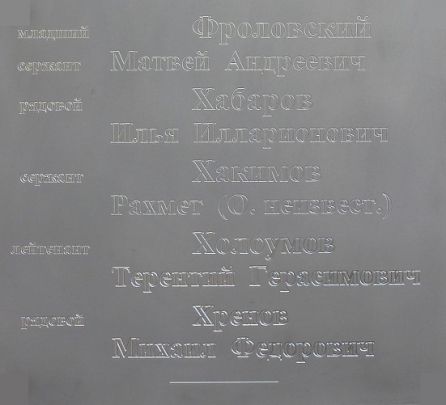 младший Фроловский
сержант Матвей Андреевич
рядовой Хабаров
Илья Илларионович
сержант Хакимов
Рахмет (О. неизвест.)
лейтенант Холоумов
Терентий Герасимович
рядовой Хренов
Михаил Федорович